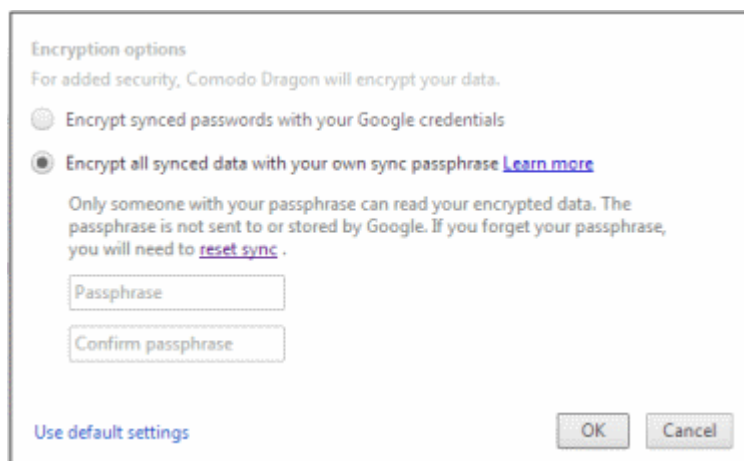 Encryption options
For added security, Comodo Dragon will encrypt your data.
Encrypt synced passwords with your Google credentials
Encrypt all synced data with your own sync passphrase Learn more
Only someone with your passphrase can read your encrypted data. The
passphrase is not sent to or stored by Google. If you forget your passphrase,
you will need to reset sync .
Passphrase
Confirm passphrase
Use default settings
OK
Cancel